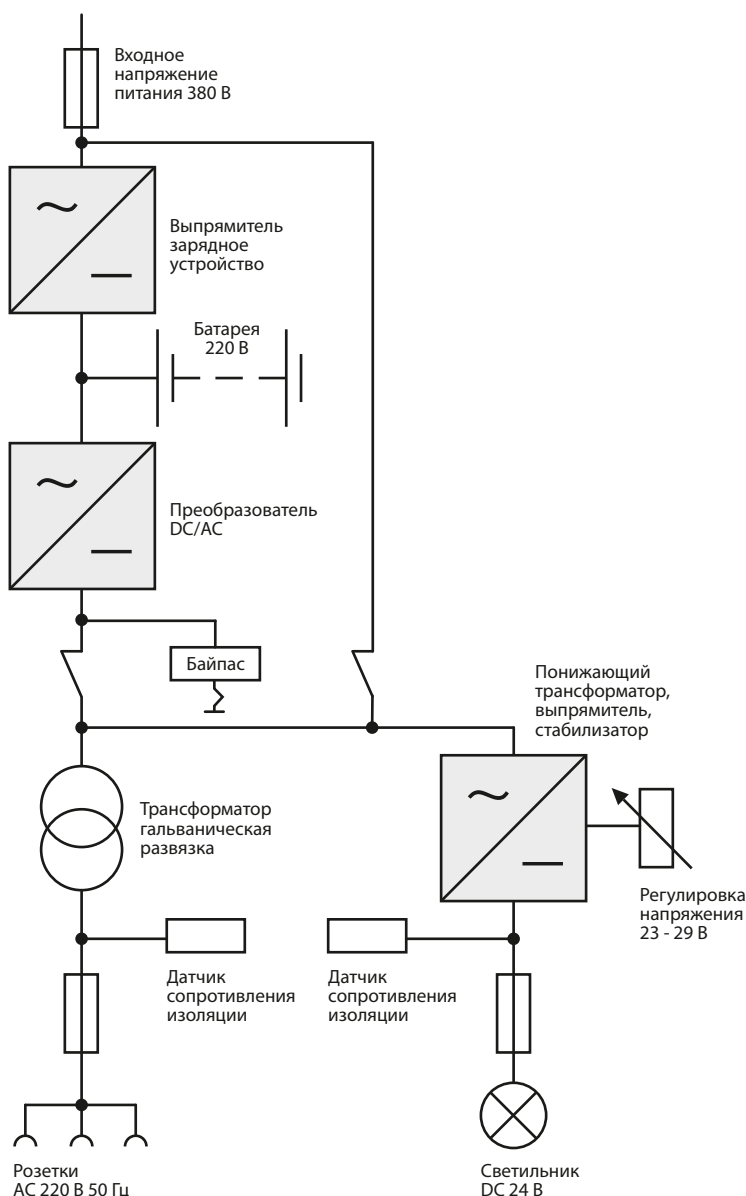 Входное
напряжение
питания 380 В
Выпрямитель
зарядное
устройство
Батарея
220 В
Преобразователь
DC/AC
Байпас
Понижающий
трансформатор,
выпрямитель,
стабилизатор
Трансформатор
гальваническая
развязка
Регулировка
напряжения
23 - 29 В
Датчик
сопротивления
изоляции
Датчик
сопротивления
изоляции
Розетки
AC 220 В 50 Гц
Светильник
DC 24 В